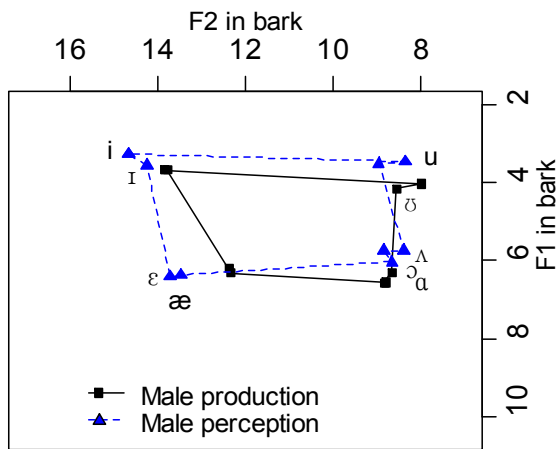 F2 in bark
16 14 12 10 8
2
i u
ɪ
4
ʊ
F1 in bark
6
ʌ
ɛ ɔ ɑ
æ
8
Male production
10
Male perception